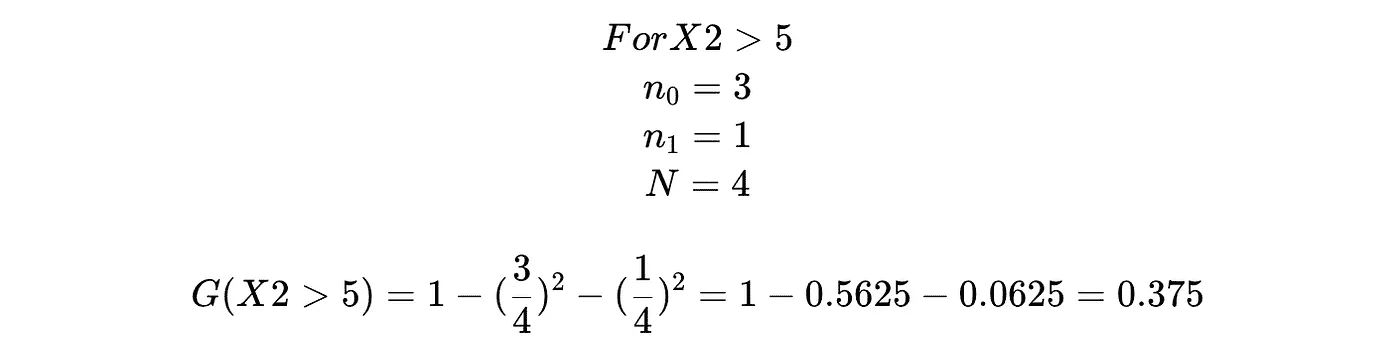 For X2 > 5
n₀ = 3
n₁ = 1
N = 4
G(X2 > 5) = 1 − (3/4)² − (1/4)² = 1 − 0.5625 − 0.0625 = 0.375